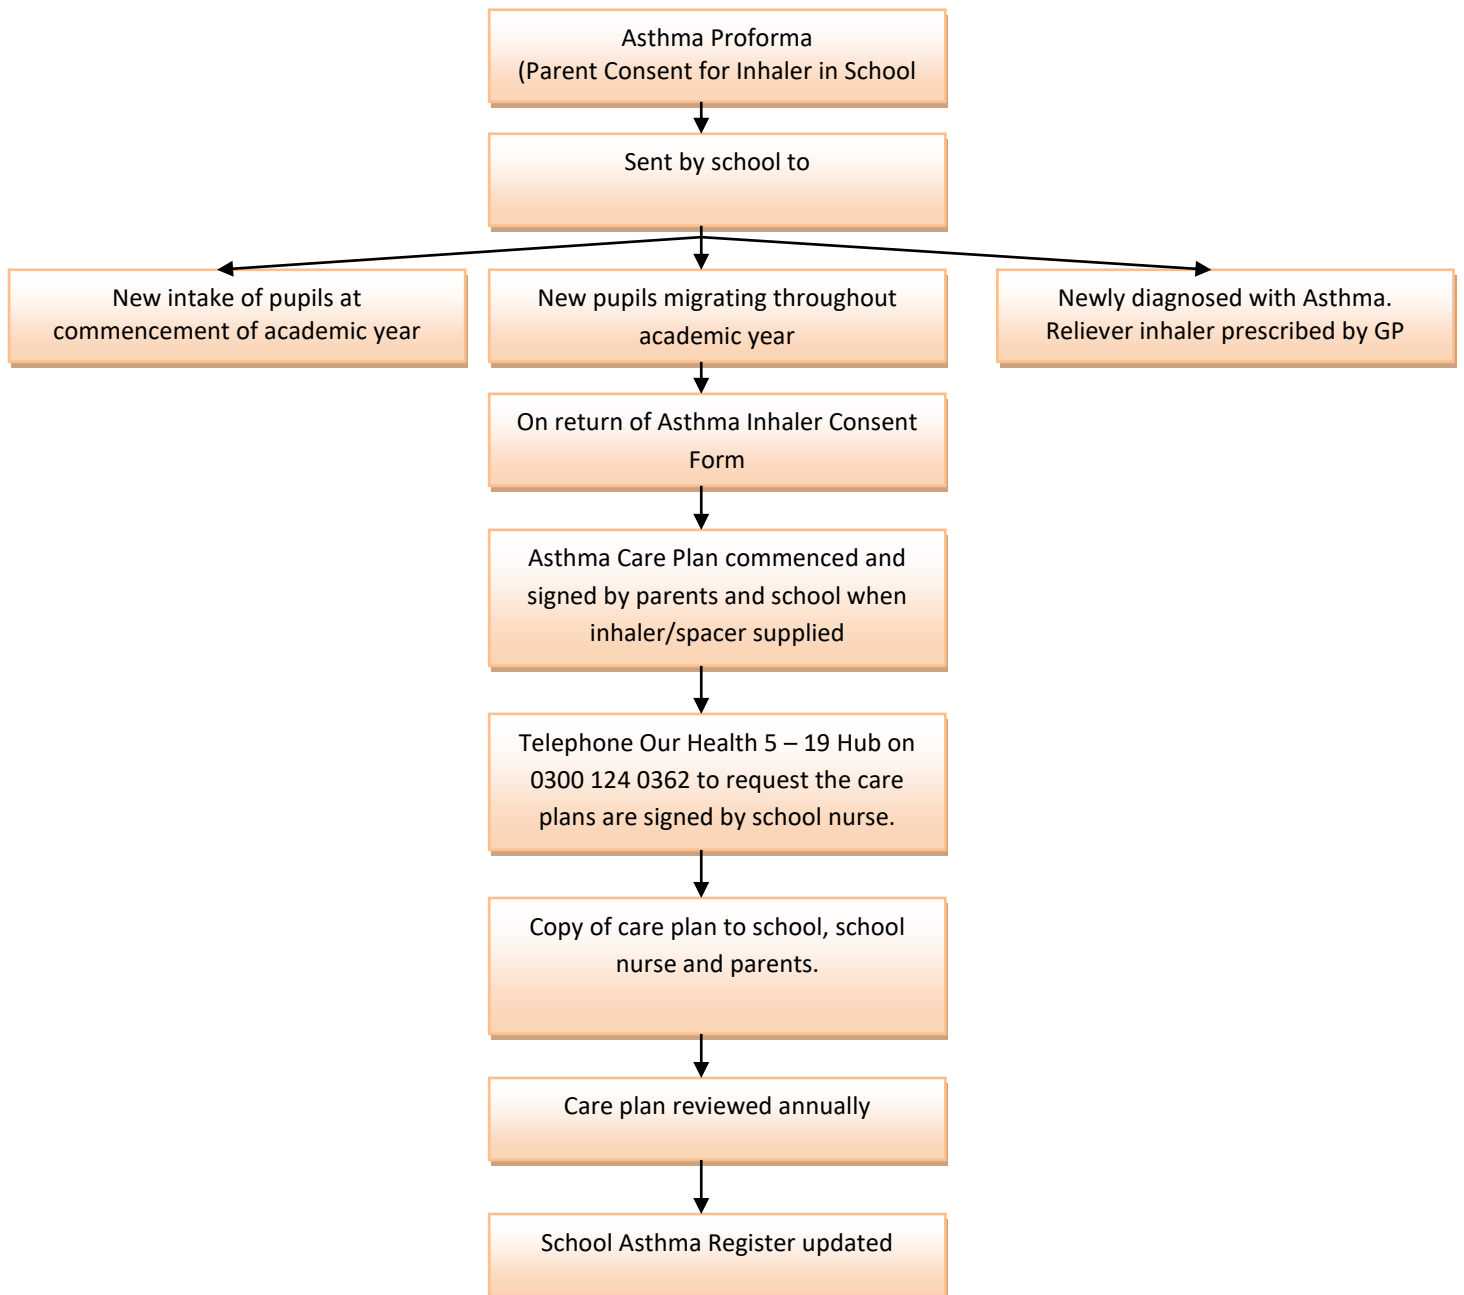 Asthma Proforma
(Parent Consent for Inhaler in School
Sent by school to
New intake of pupils at
commencement of academic year
New pupils migrating throughout
academic year
Newly diagnosed with Asthma.
Reliever inhaler prescribed by GP
On return of Asthma Inhaler Consent
Form
Asthma Care Plan commenced and
signed by parents and school when
inhaler/spacer supplied
Telephone Our Health 5 – 19 Hub on
0300 124 0362 to request the care
plans are signed by school nurse.
Copy of care plan to school, school
nurse and parents.
Care plan reviewed annually
School Asthma Register updated